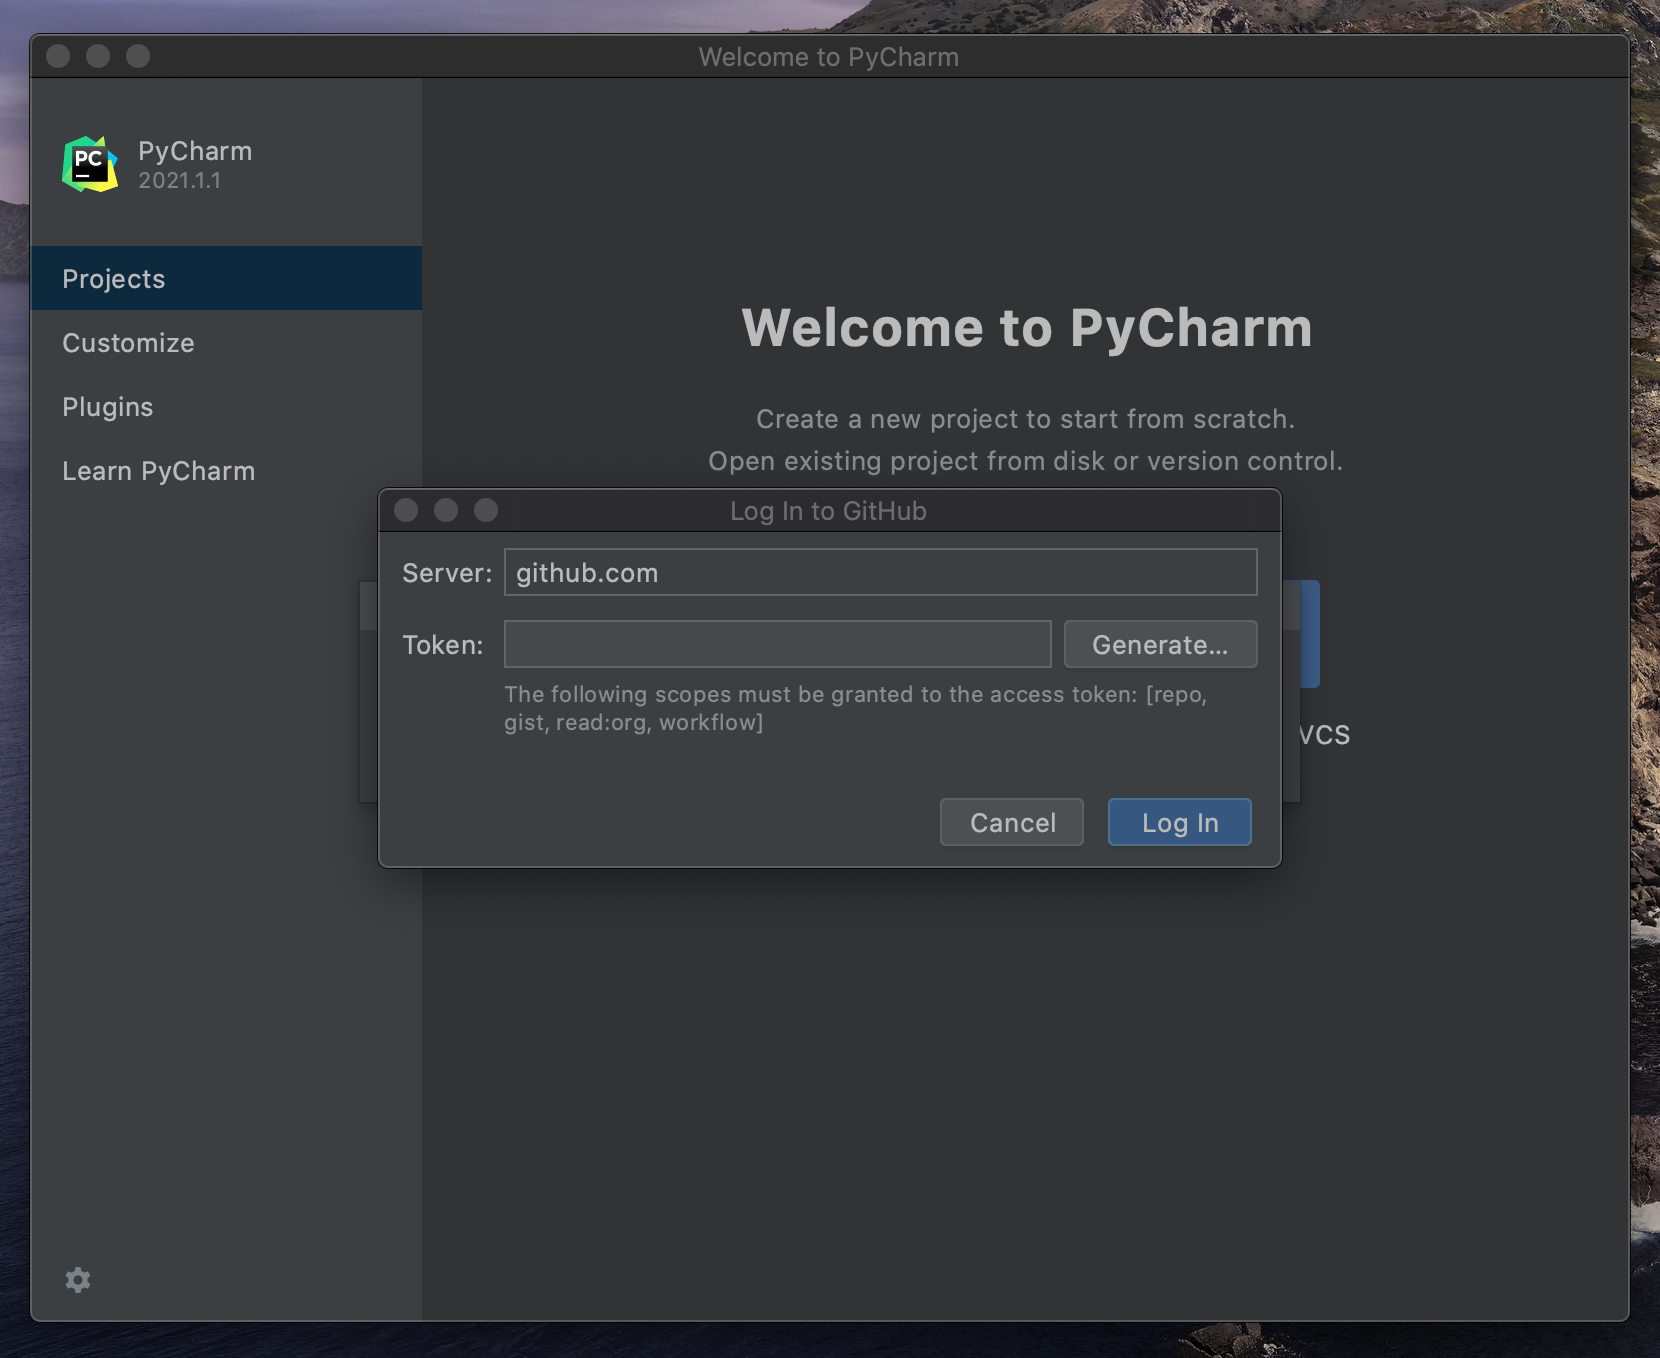 Welcome to PyCharm
PC
PyCharm
2021.1.1
Projects
Customize
Plugins
Learn PyCharm
Welcome to PyCharm
Create a new project to start from scratch.
Open existing project from disk or version control.
Log In to GitHub
Server: github.com
Token: Generate...
The following scopes must be granted to the access token: [repo,
gist, read:org, workflow]
VCS
Cancel Log In